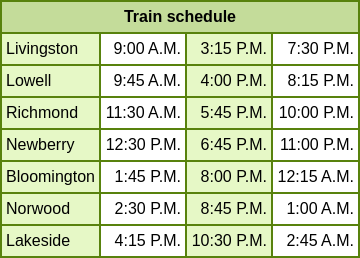 Train schedule
Livingston 9:00 A.M. 3:15 P.M. 7:30 P.M.
Lowell 9:45 A.M. 4:00 P.M. 8:15 P.M.
Richmond 11:30 A.M. 5:45 P.M. 10:00 P.M.
Newberry 12:30 P.M. 6:45 P.M. 11:00 P.M.
Bloomington 1:45 P.M. 8:00 P.M. 12:15 A.M.
Norwood 2:30 P.M. 8:45 P.M. 1:00 A.M.
Lakeside 4:15 P.M. 10:30 P.M. 2:45 A.M.